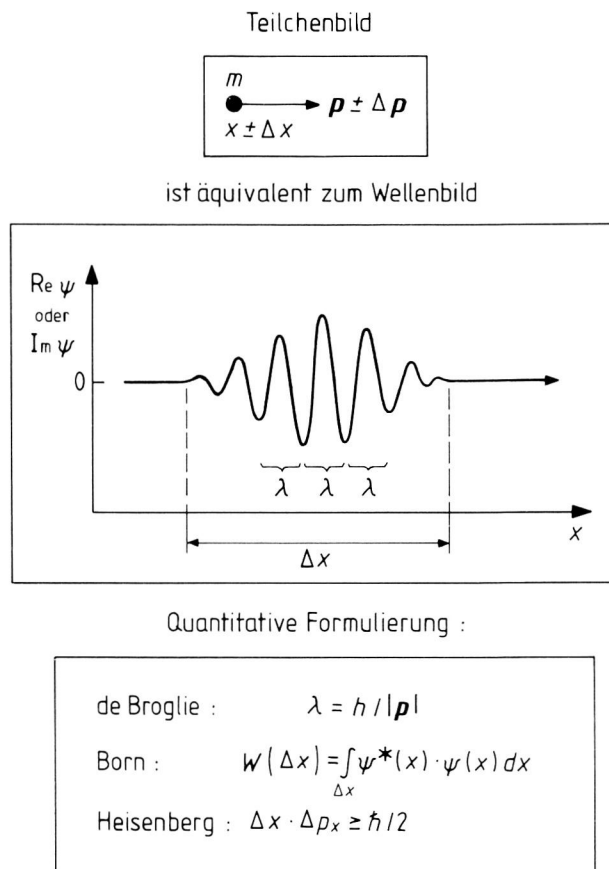 Teilchenbild
m
p ± Δp
x ± Δx
ist äquivalent zum Wellenbild
Re ψ
oder
Im ψ
0
λ λ λ
x
Δx
Quantitative Formulierung :
de Broglie : λ = h / |p|
Born : W(Δx) = ∫Δx ψ*(x) · ψ(x) dx
Heisenberg : Δx · Δpx ≥ ℏ/2